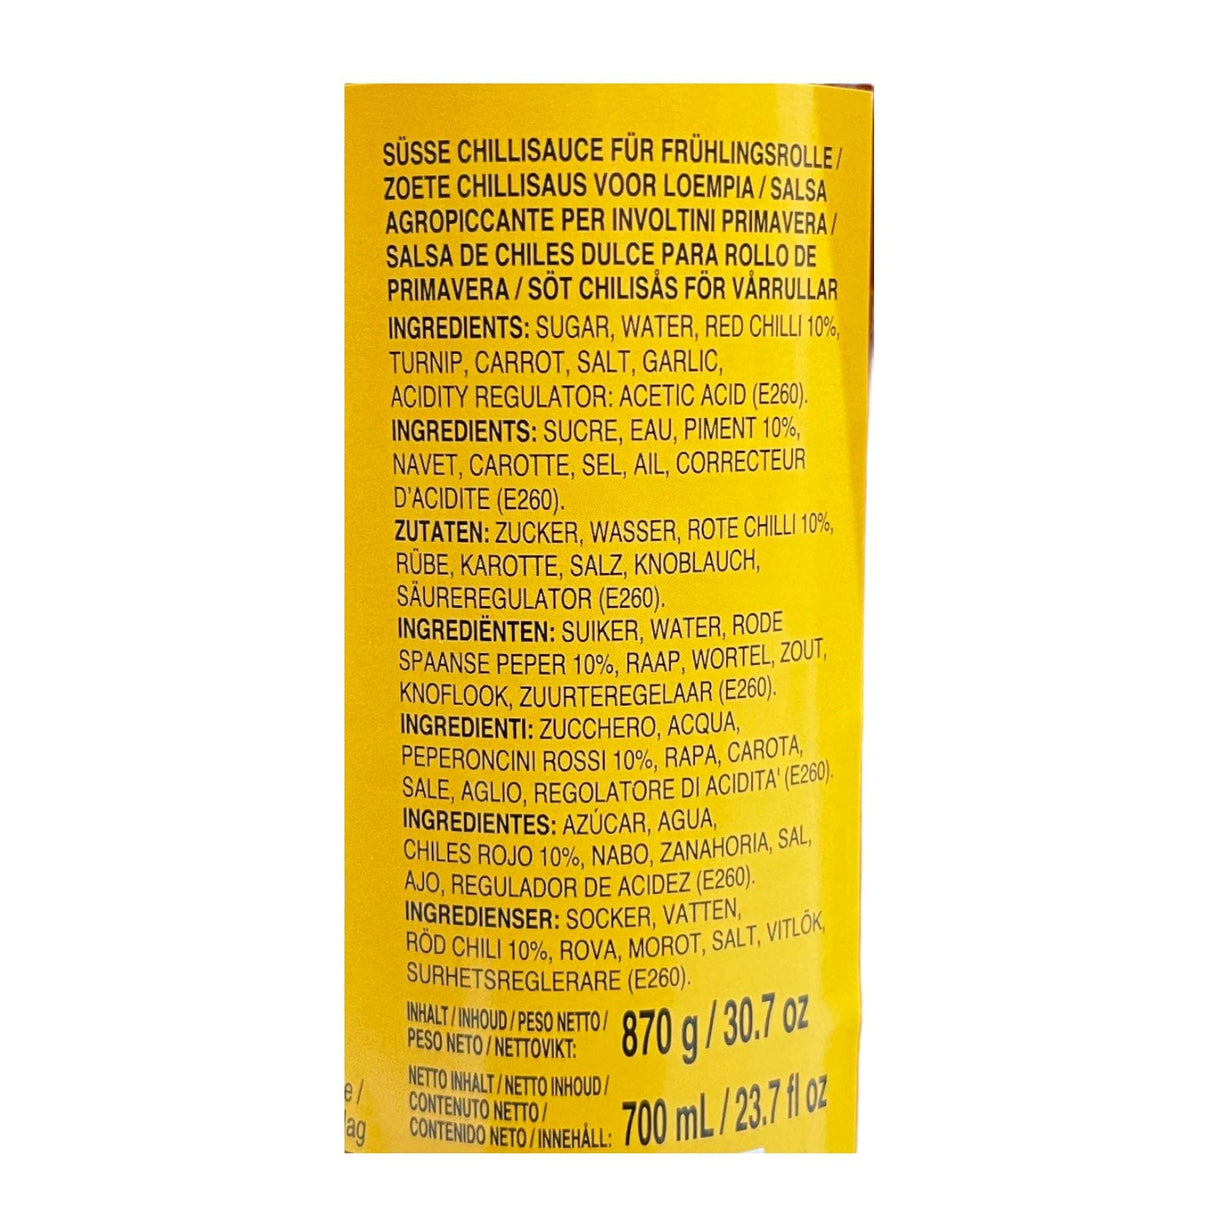 SÜSSE CHILLISAUCE FÜR FRÜHLINGSROLLE /
ZOETE CHILLISAUS VOOR LOEMPIA / SALSA
AGROPICCANTE PER INVOLTINI PRIMAVERA /
SALSA DE CHILES DULCE PARA ROLLO DE
PRIMAVERA / SÖT CHILISÅS FÖR VÅRRULLAR
INGREDIENTS: SUGAR, WATER, RED CHILLI 10%,
TURNIP, CARROT, SALT, GARLIC,
ACIDITY REGULATOR: ACETIC ACID (E260).
INGREDIENTS: SUCRE, EAU, PIMENT 10%,
NAVET, CAROTTE, SEL, AIL, CORRECTEUR
D'ACIDITE (E260).
ZUTATEN: ZUCKER, WASSER, ROTE CHILLI 10%,
RÜBE, KAROTTE, SALZ, KNOBLAUCH,
SÄUREREGULATOR (E260).
INGREDIËNTEN: SUIKER, WATER, RODE
SPAANSE PEPER 10%, RAAP, WORTEL, ZOUT,
KNOFLOOK, ZUURTEREGELAAR (E260).
INGREDIENTI: ZUCCHERO, ACQUA,
PEPERONCINI ROSSI 10%, RAPA, CAROTA,
SALE, AGLIO, REGOLATORE DI ACIDITA' (E260).
INGREDIENTES: AZÚCAR, AGUA,
CHILES ROJO 10%, NABO, ZANAHORIA, SAL,
AJO, REGULADOR DE ACIDEZ (E260).
INGREDIENSER: SOCKER, VATTEN,
RÖD CHILI 10%, ROVA, MOROT, SALT, VITLÖK,
SURHETSREGLERARE (E260).
INHALT / INHOUD / PESO NETTO /
PESO NETO / NETTOVIKT:
870 g / 30.7 oz
NETTO INHALT / NETTO INHOUD /
CONTENUTO NETTO /
CONTENIDO NETO / INNEHÅLL:
700 mL / 23.7 fl oz
e /
ag